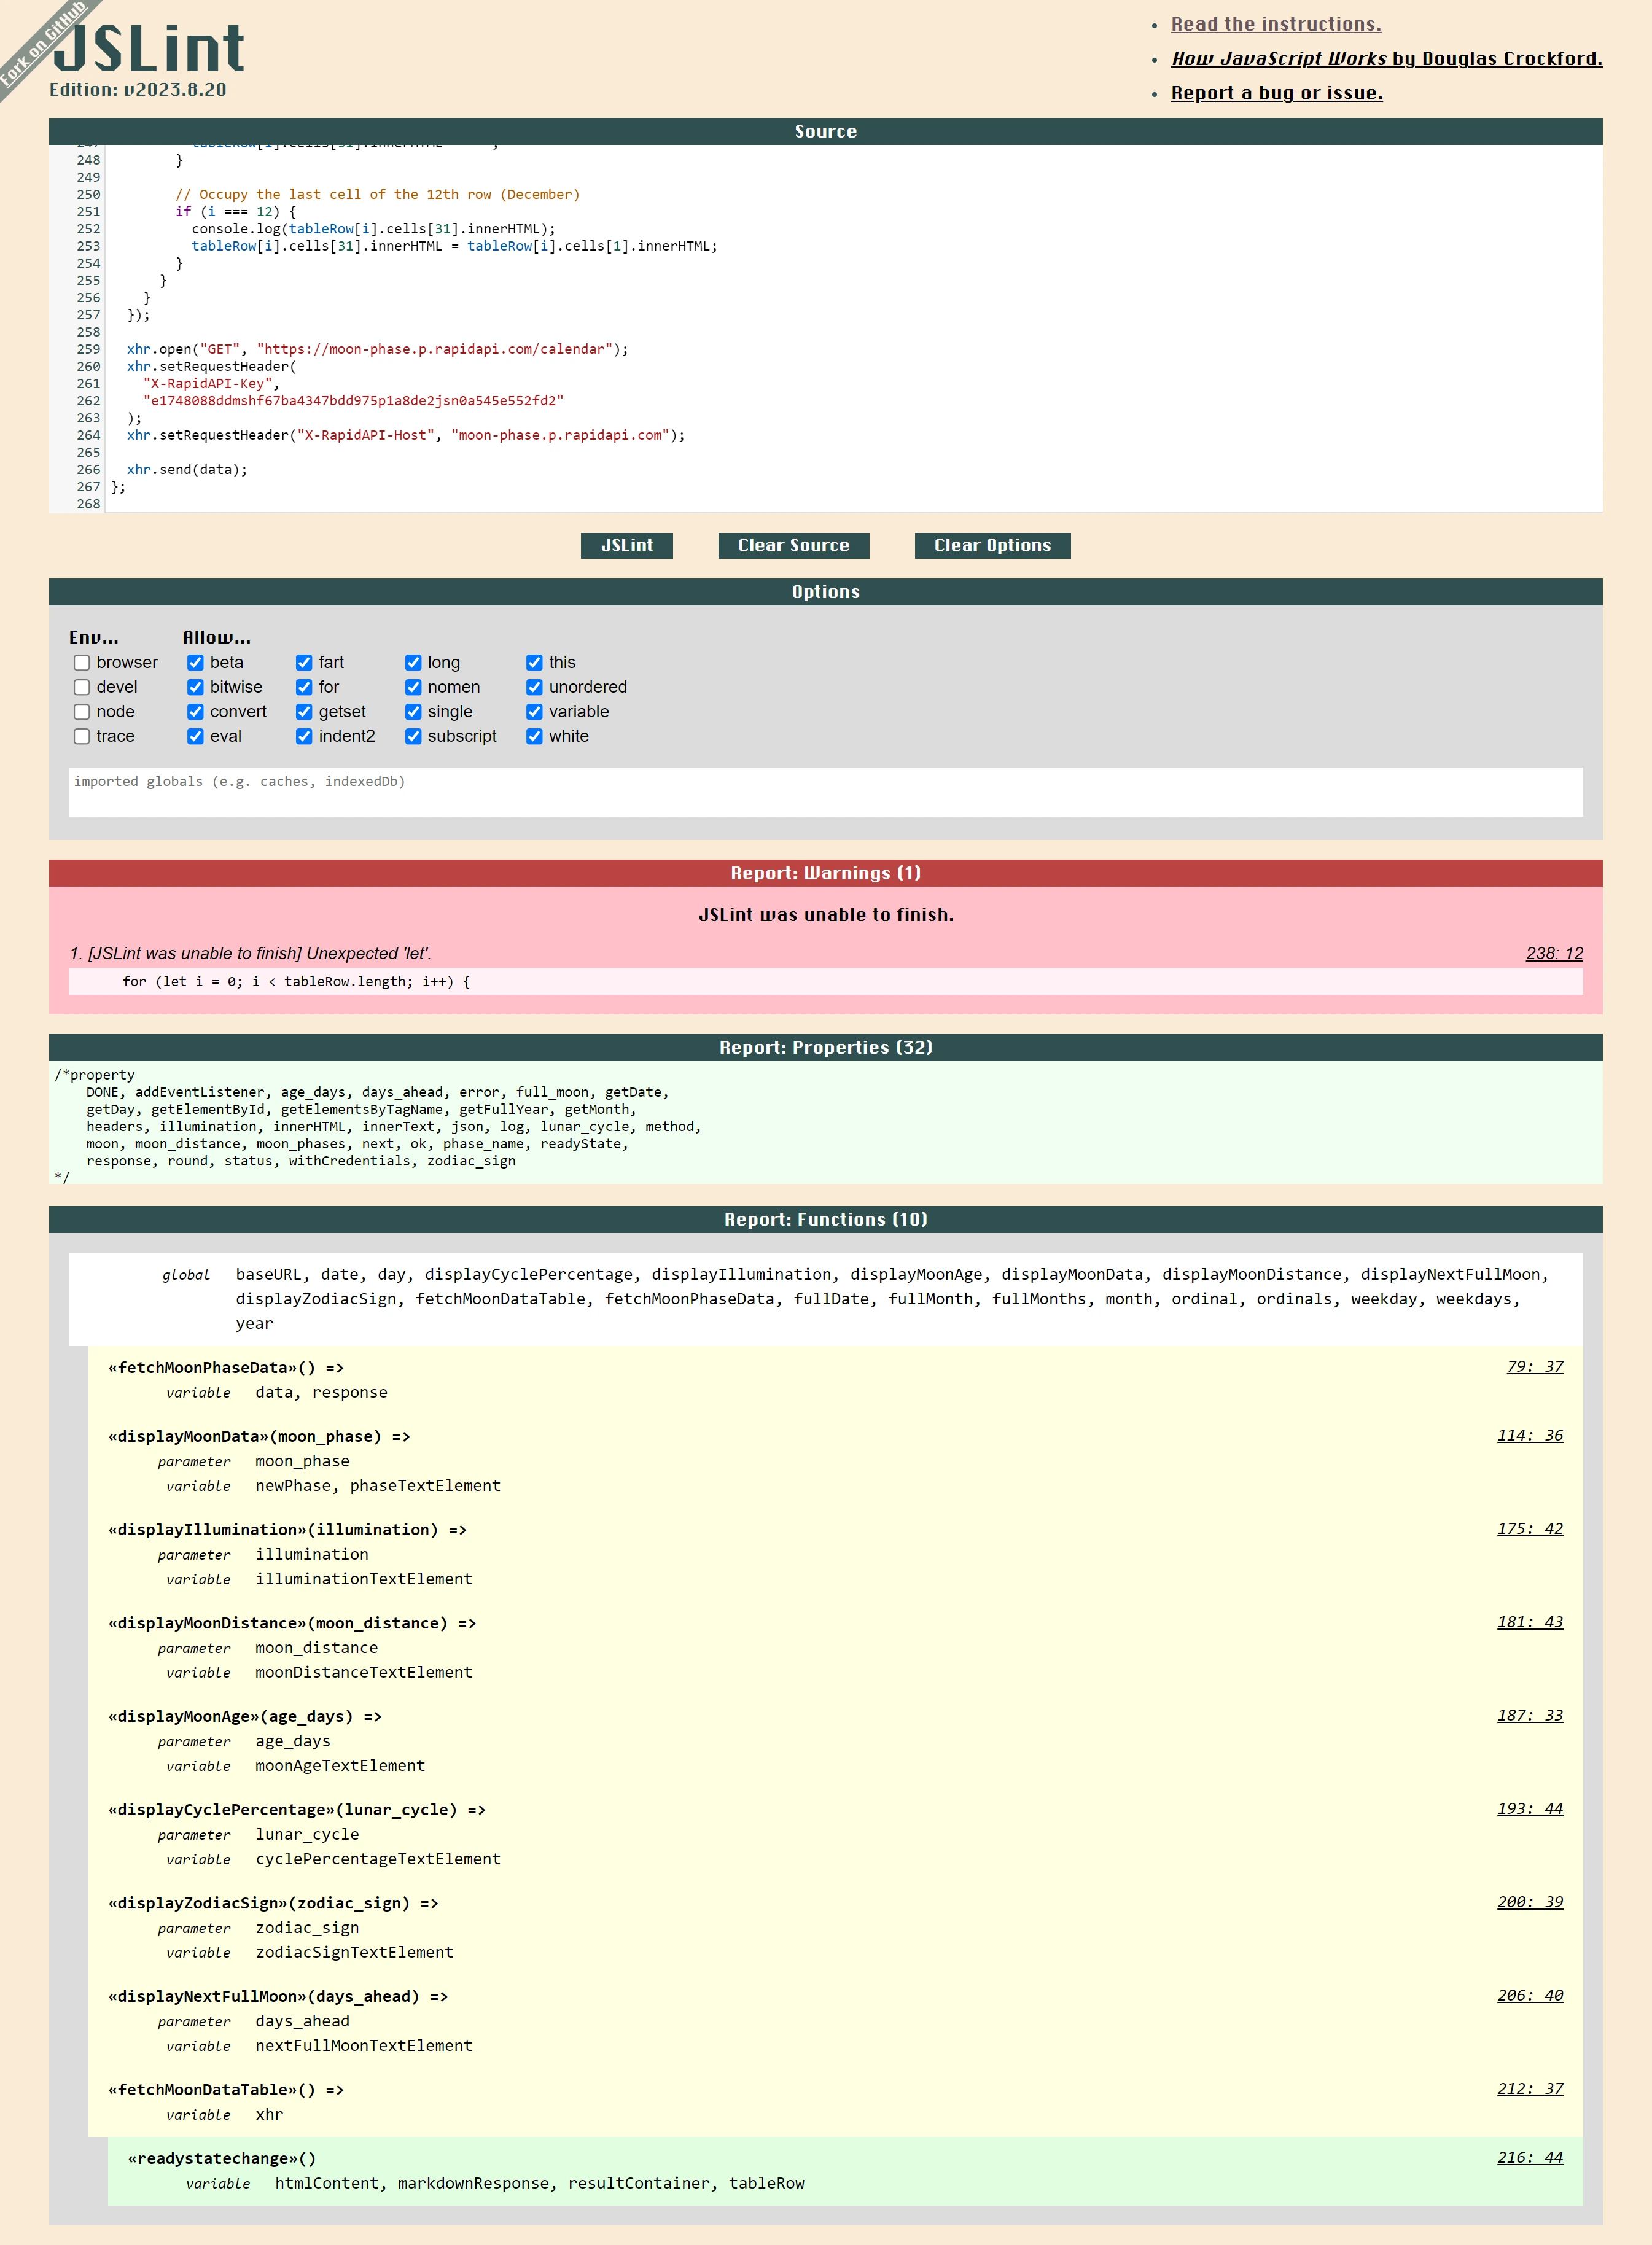 Fork on GitHub
JSLint
Edition: v2023.8.20
• Read the instructions.
• How JavaScript Works by Douglas Crockford.
• Report a bug or issue.
Source
248 }
249
250 // Occupy the last cell of the 12th row (December)
251 if (i === 12) {
252 console.log(tableRow[i].cells[31].innerHTML);
253 tableRow[i].cells[31].innerHTML = tableRow[i].cells[1].innerHTML;
254 }
255 }
256 }
257 });
258
259 xhr.open("GET", "https://moon-phase.p.rapidapi.com/calendar");
260 xhr.setRequestHeader(
261 "X-RapidAPI-Key",
262 "e1748088ddmshf67ba4347bdd975p1a8de2jsn0a545e552fd2"
263 );
264 xhr.setRequestHeader("X-RapidAPI-Host", "moon-phase.p.rapidapi.com");
265
266 xhr.send(data);
267 };
268
JSLint Clear Source Clear Options
Options
Env... Allow...
browser beta fart long this
devel bitwise for nomen unordered
node convert getset single variable
trace eval indent2 subscript white
imported globals (e.g. caches, indexedDb)
Report: Warnings (1)
JSLint was unable to finish.
1. [JSLint was unable to finish] Unexpected 'let'. 238: 12
for (let i = 0; i < tableRow.length; i++) {
Report: Properties (32)
/*property
DONE, addEventListener, age_days, days_ahead, error, full_moon, getDate,
getDay, getElementById, getElementsByTagName, getFullYear, getMonth,
headers, illumination, innerHTML, innerText, json, log, lunar_cycle, method,
moon, moon_distance, moon_phases, next, ok, phase_name, readyState,
response, round, status, withCredentials, zodiac_sign
*/
Report: Functions (10)
global baseURL, date, day, displayCyclePercentage, displayIllumination, displayMoonAge, displayMoonData, displayMoonDistance, displayNextFullMoon,
displayZodiacSign, fetchMoonDataTable, fetchMoonPhaseData, fullDate, fullMonth, fullMonths, month, ordinal, ordinals, weekday, weekdays,
year
«fetchMoonPhaseData»() => 79: 37
variable data, response
«displayMoonData»(moon_phase) => 114: 36
parameter moon_phase
variable newPhase, phaseTextElement
«displayIllumination»(illumination) => 175: 42
parameter illumination
variable illuminationTextElement
«displayMoonDistance»(moon_distance) => 181: 43
parameter moon_distance
variable moonDistanceTextElement
«displayMoonAge»(age_days) => 187: 33
parameter age_days
variable moonAgeTextElement
«displayCyclePercentage»(lunar_cycle) => 193: 44
parameter lunar_cycle
variable cyclePercentageTextElement
«displayZodiacSign»(zodiac_sign) => 200: 39
parameter zodiac_sign
variable zodiacSignTextElement
«displayNextFullMoon»(days_ahead) => 206: 40
parameter days_ahead
variable nextFullMoonTextElement
«fetchMoonDataTable»() => 212: 37
variable xhr
«readystatechange»() 216: 44
variable htmlContent, markdownResponse, resultContainer, tableRow